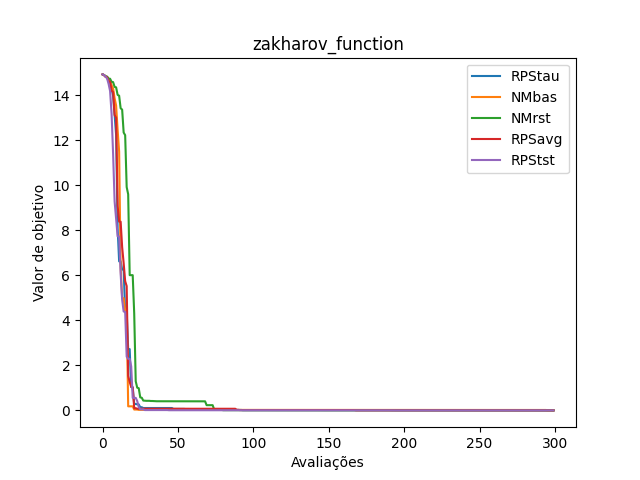 zakharov_function
RPStau
NMbas
NMrst
RPSavg
RPStst
Valor de objetivo
14
12
10
8
6
4
2
0
0 50 100 150 200 250 300
Avaliações